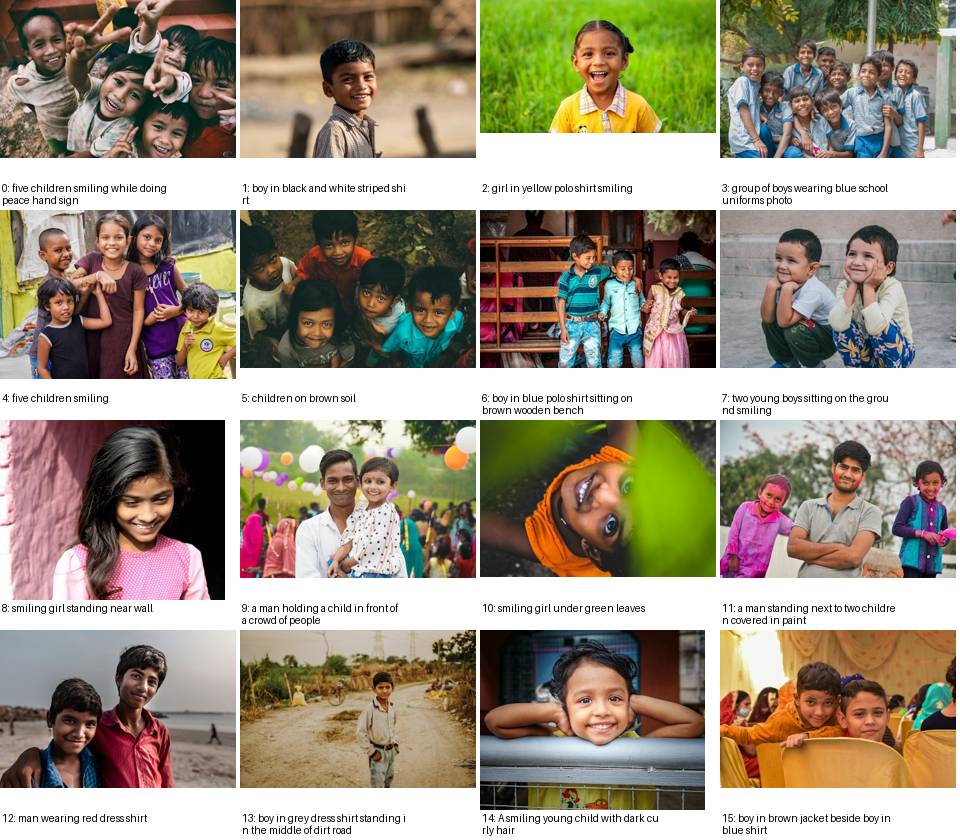 0: five children smiling while doing
peace hand sign
1: boy in black and white striped shi
rt
2: girl in yellow polo shirt smiling
3: group of boys wearing blue school
uniforms photo
4: five children smiling
5: children on brown soil
6: boy in blue polo shirt sitting on
brown wooden bench
7: two young boys sitting on the grou
nd smiling
8: smiling girl standing near wall
9: a man holding a child in front of
a crowd of people
10: smiling girl under green leaves
11: a man standing next to two childre
n covered in paint
12: man wearing red dress shirt
13: boy in grey dress shirt standing i
n the middle of dirt road
14: A smiling young child with dark cu
rly hair
15: boy in brown jacket beside boy in
blue shirt